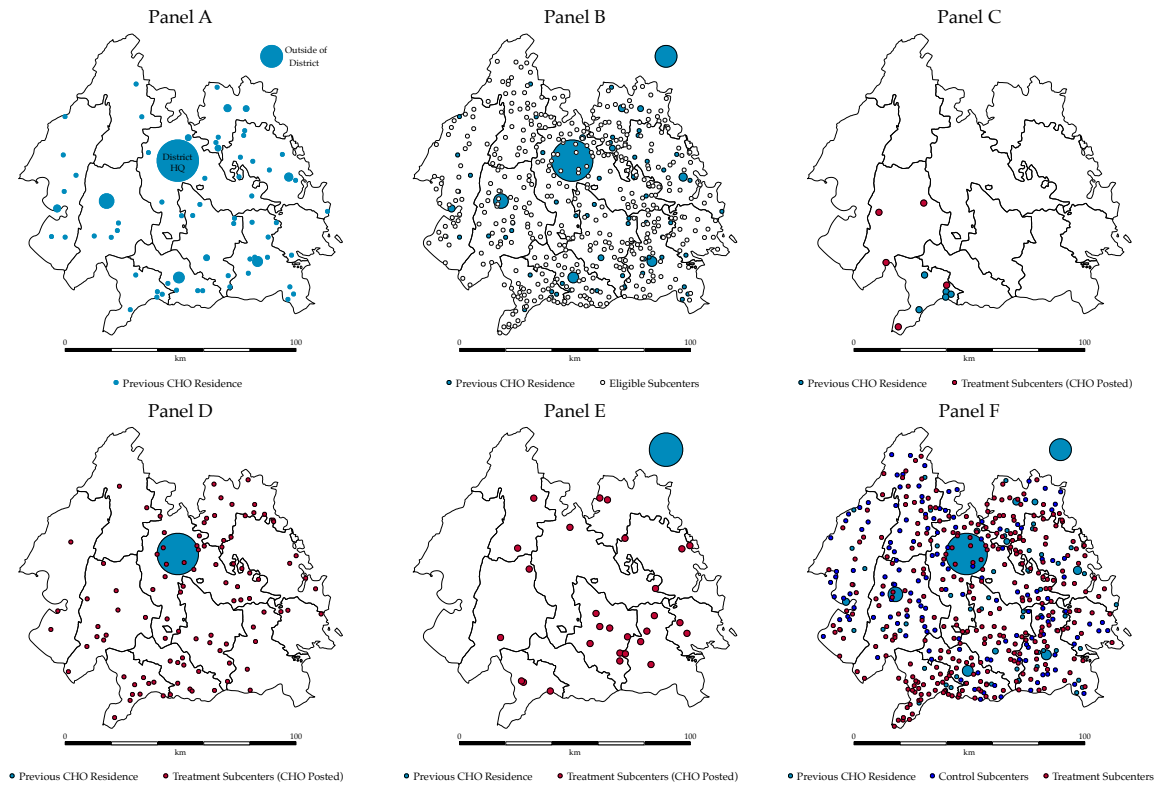 Panel A
Panel B
Panel C
Outside of
District
District
HQ
0 100
km
0 100
km
0 100
km
Previous CHO Residence
Previous CHO Residence Eligible Subcenters
Previous CHO Residence Treatment Subcenters (CHO Posted)
Panel D
Panel E
Panel F
0 100
km
0 100
km
0 100
km
Previous CHO Residence Treatment Subcenters (CHO Posted)
Previous CHO Residence Treatment Subcenters (CHO Posted)
Previous CHO Residence Control Subcenters Treatment Subcenters